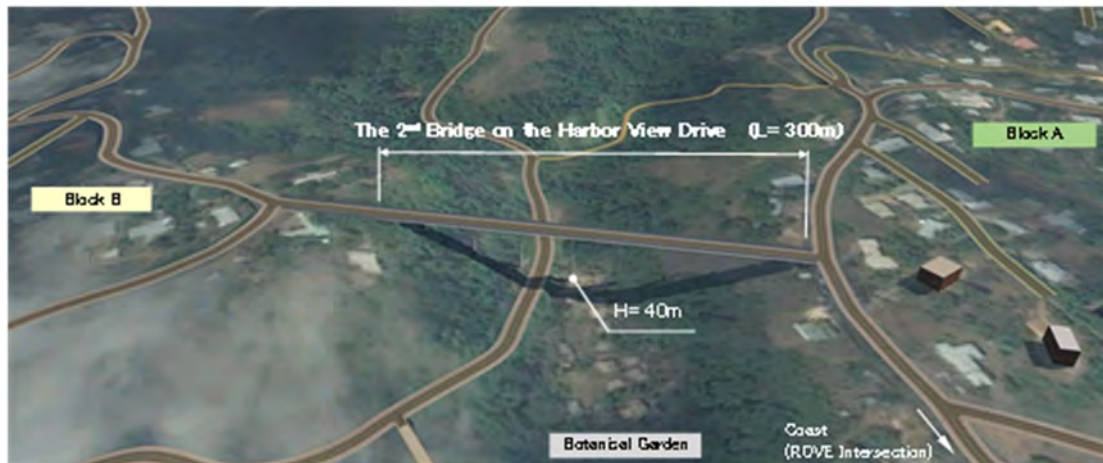 The 2nd Bridge on the Harbor View Drive (L= 300m)
Block A
Block B
H= 40m
Botanical Garden
Coast
(ROVE Intersection)